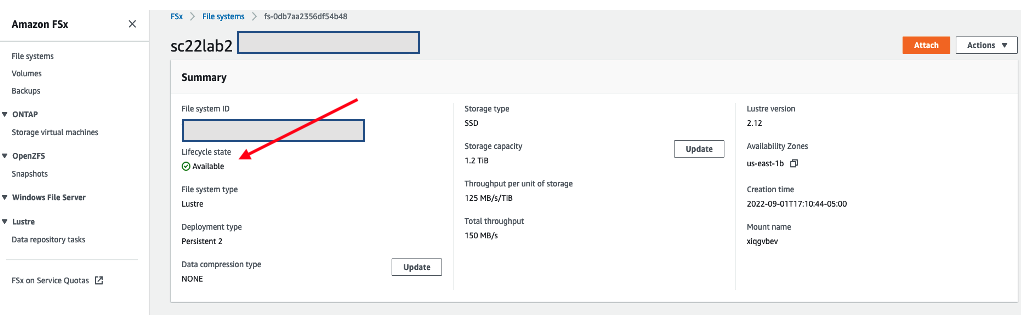 Amazon FSx
File systems
Volumes
Backups
ONTAP
Storage virtual machines
OpenZFS
Snapshots
Windows File Server
Lustre
Data repository tasks
FSx on Service Quotas
FSx > File systems > fs-0db7aa2356df54b48
sc22lab2
Attach
Actions
Summary
File system ID
Lifecycle state
Available
File system type
Lustre
Deployment type
Persistent 2
Data compression type
NONE
Update
Storage type
SSD
Storage capacity
1.2 TiB
Update
Throughput per unit of storage
125 MB/s/TiB
Total throughput
150 MB/s
Lustre version
2.12
Availability Zones
us-east-1b
Creation time
2022-09-01T17:10:44-05:00
Mount name
xiqgvbev